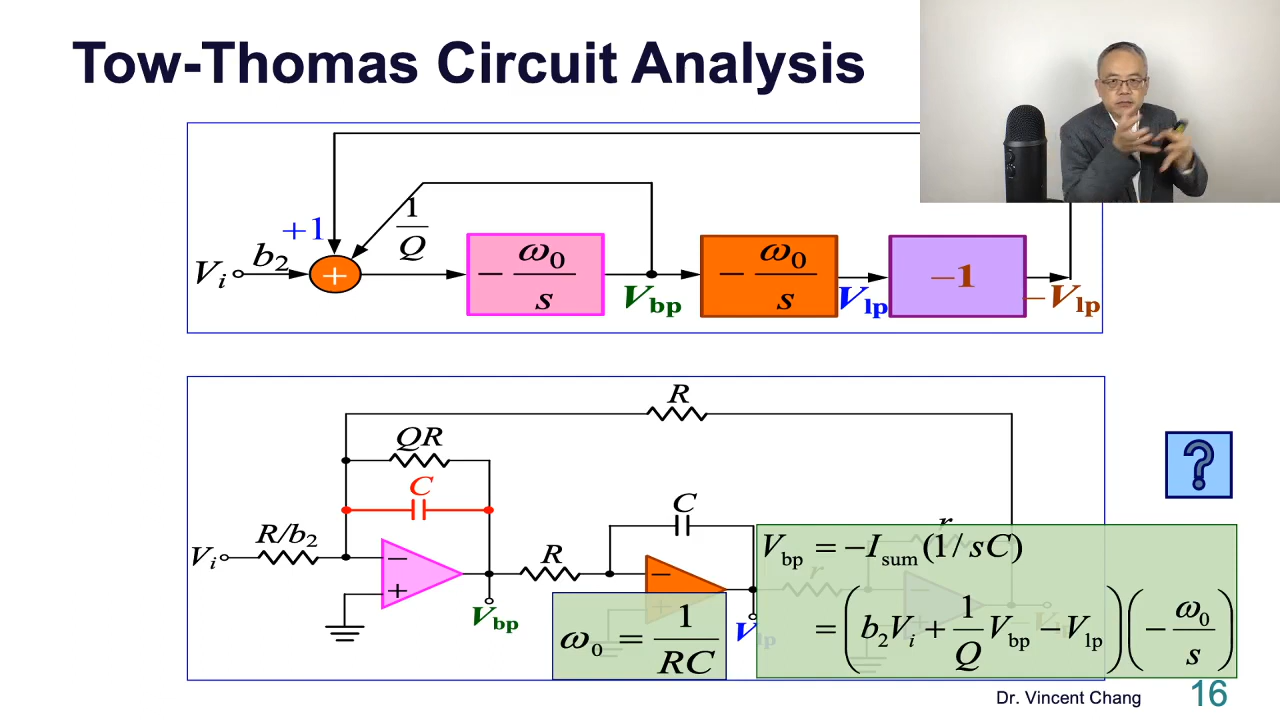 Tow-Thomas Circuit Analysis
+1
1/Q
V_i b_2 + − ω_0/s V_bp − ω_0/s V_lp −1 −V_lp
R
QR
C
C
R/b_2
V_i − + R − + r
r
V_bp
V_lp
ω_0 = 1/RC
V_bp = −I_sum(1/sC)
= (b_2V_i + 1/Q V_bp − V_lp)(− ω_0/s)
?
Dr. Vincent Chang 16